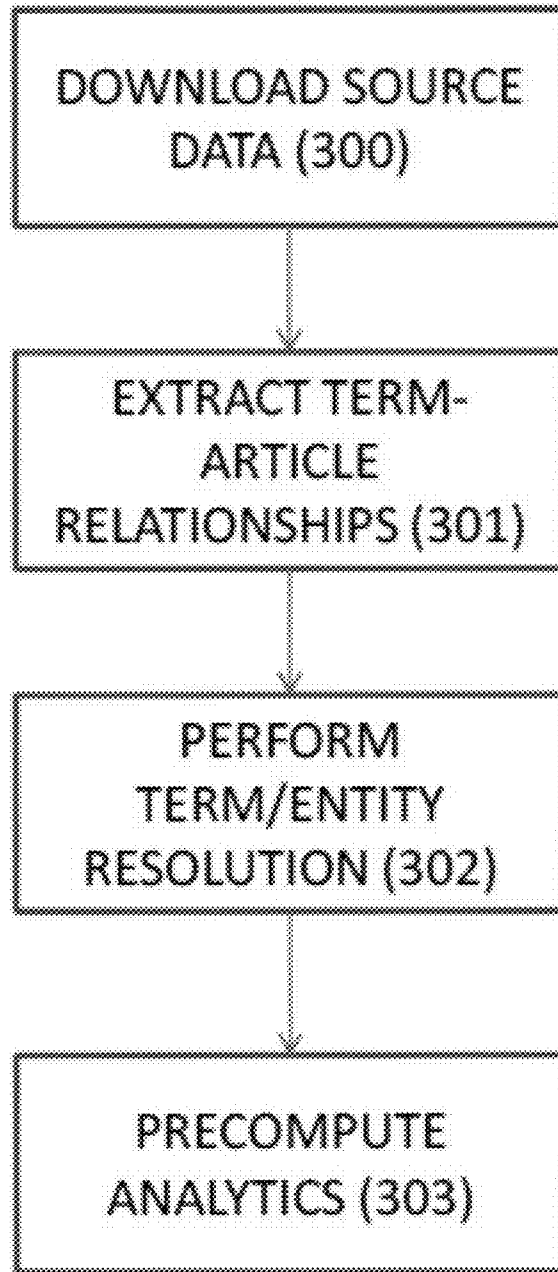 DOWNLOAD SOURCE
DATA (300)
EXTRACT TERM-
ARTICLE
RELATIONSHIPS (301)
PERFORM
TERM/ENTITY
RESOLUTION (302)
PRECOMPUTE
ANALYTICS (303)